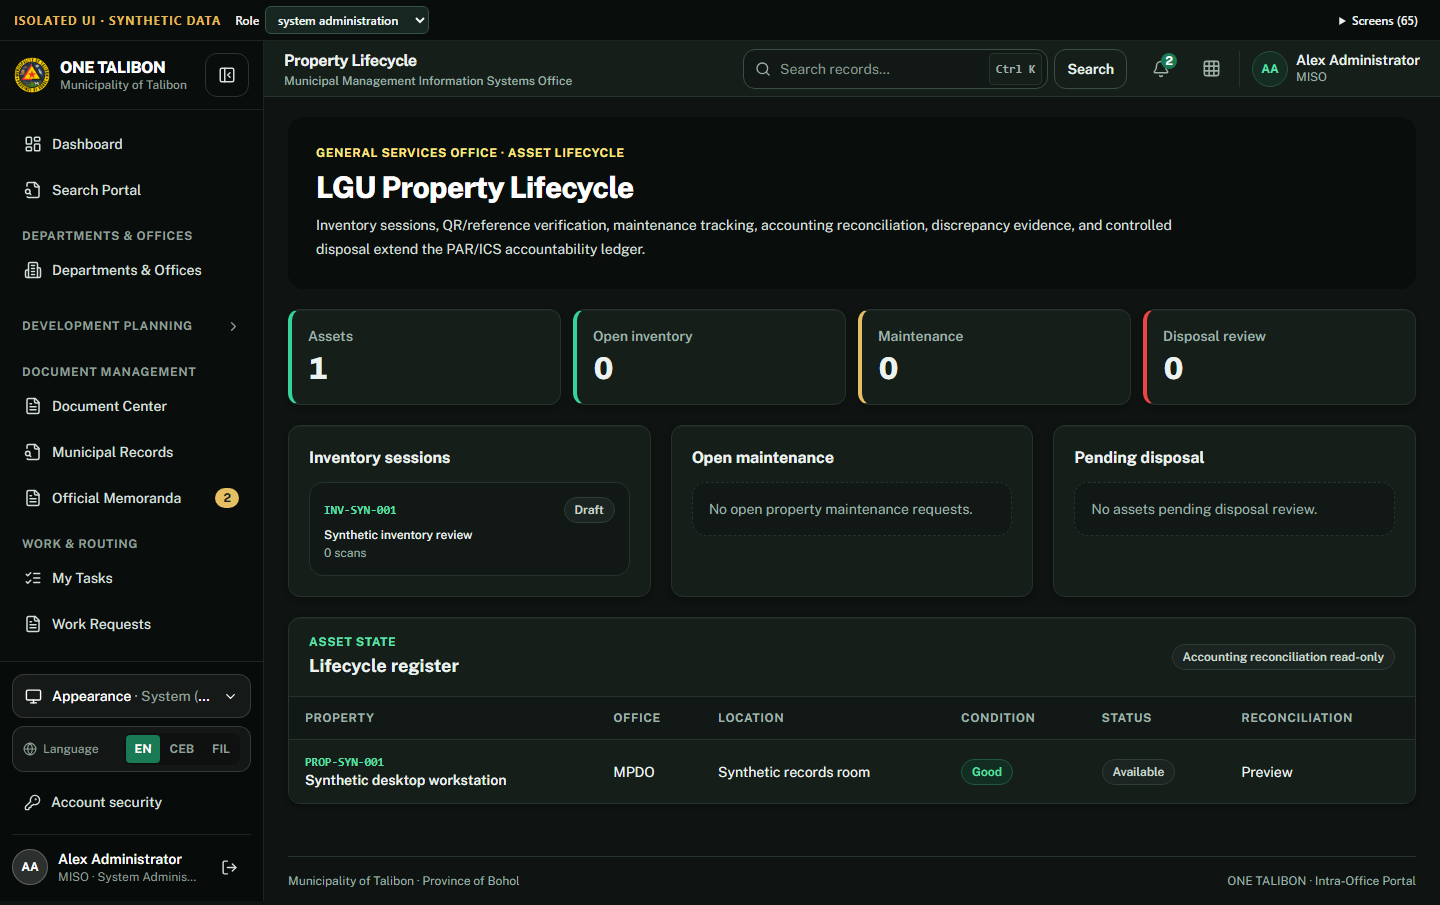 ISOLATED UI · SYNTHETIC DATA Role system administration Screens (65)
ONE TALIBON
Municipality of Talibon
Property Lifecycle
Municipal Management Information Systems Office
Search records... Ctrl K Search 2 AA Alex Administrator
MISO
Dashboard
Search Portal
DEPARTMENTS & OFFICES
Departments & Offices
DEVELOPMENT PLANNING
DOCUMENT MANAGEMENT
Document Center
Municipal Records
Official Memoranda 2
WORK & ROUTING
My Tasks
Work Requests
Appearance · System (...
Language EN CEB FIL
Account security
AA Alex Administrator
MISO · System Adminis...
GENERAL SERVICES OFFICE · ASSET LIFECYCLE
LGU Property Lifecycle
Inventory sessions, QR/reference verification, maintenance tracking, accounting reconciliation, discrepancy evidence, and controlled
disposal extend the PAR/ICS accountability ledger.
Assets
1
Open inventory
0
Maintenance
0
Disposal review
0
Inventory sessions
INV-SYN-001 Draft
Synthetic inventory review
0 scans
Open maintenance
No open property maintenance requests.
Pending disposal
No assets pending disposal review.
ASSET STATE
Lifecycle register
Accounting reconciliation read-only
PROPERTY OFFICE LOCATION CONDITION STATUS RECONCILIATION
PROP-SYN-001
Synthetic desktop workstation MPDO Synthetic records room Good Available Preview
Municipality of Talibon · Province of Bohol ONE TALIBON · Intra-Office Portal